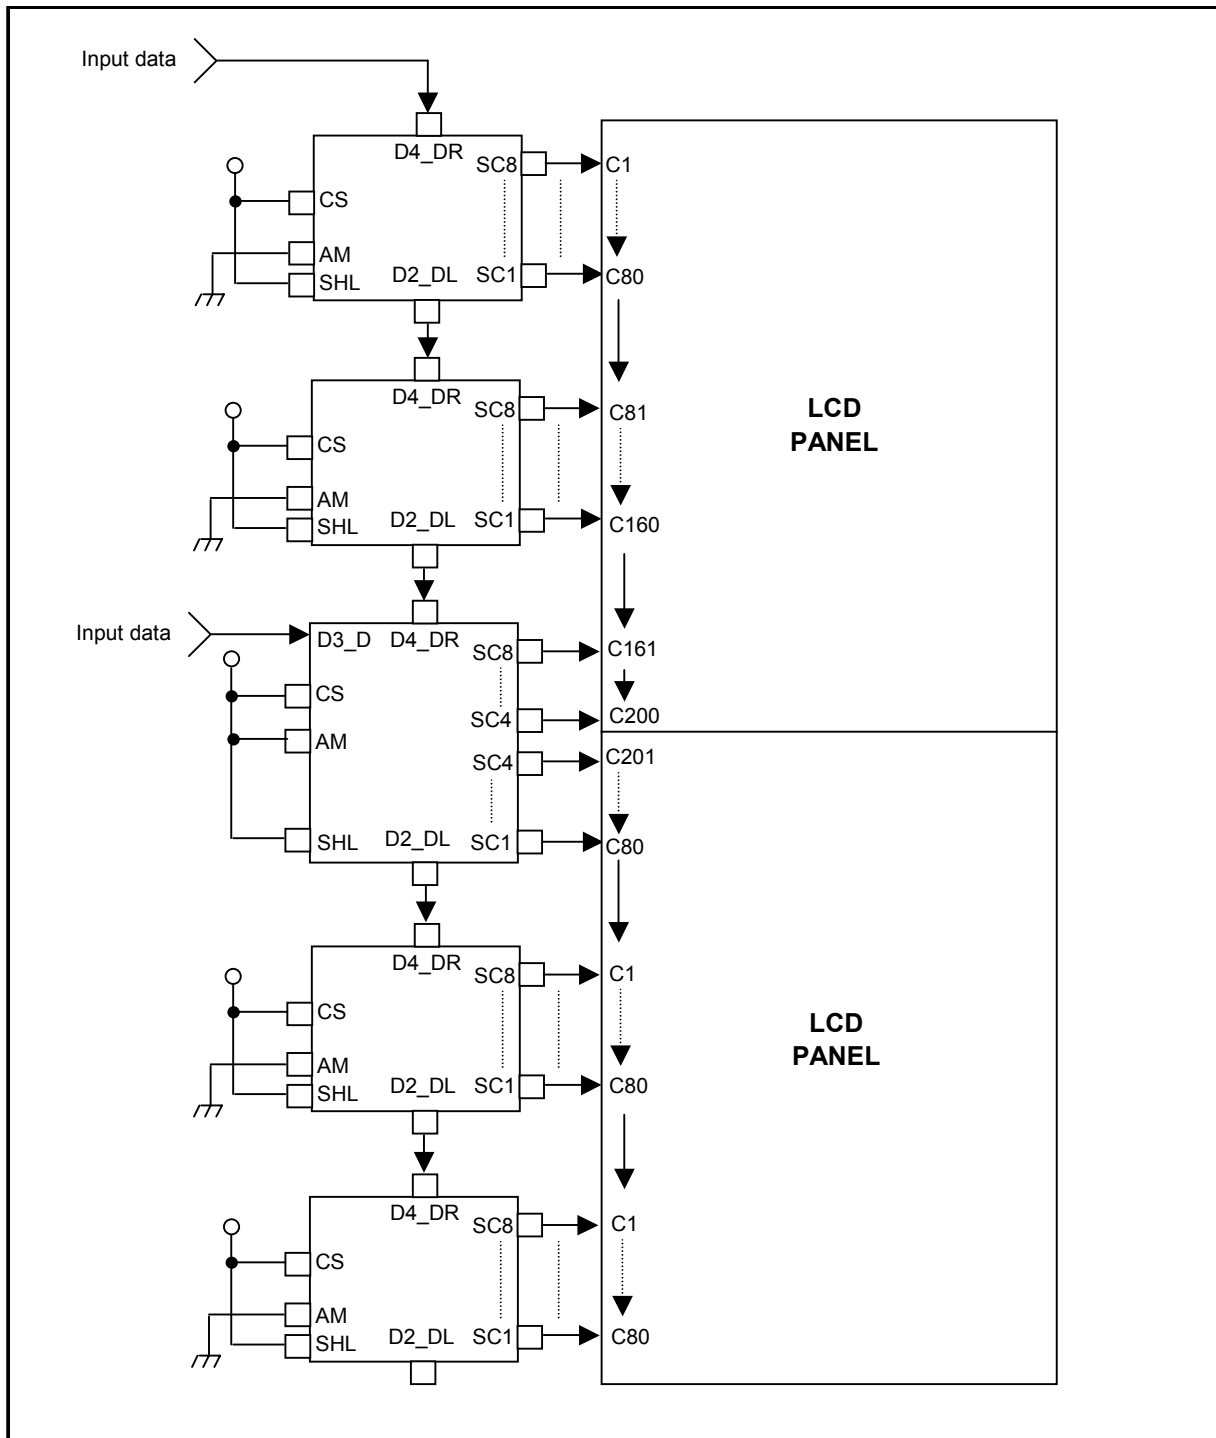 Input data
D4_DR
SC8
C1
CS
AM
SHL
D2_DL
SC1
C80
D4_DR
SC8
C81
CS
AM
SHL
D2_DL
SC1
C160
LCD
PANEL
Input data
D3_D
D4_DR
SC8
C161
CS
SC4
C200
AM
SC4
C201
SHL
D2_DL
SC1
C80
D4_DR
SC8
C1
CS
AM
SHL
D2_DL
SC1
C80
LCD
PANEL
D4_DR
SC8
C1
CS
AM
SHL
D2_DL
SC1
C80